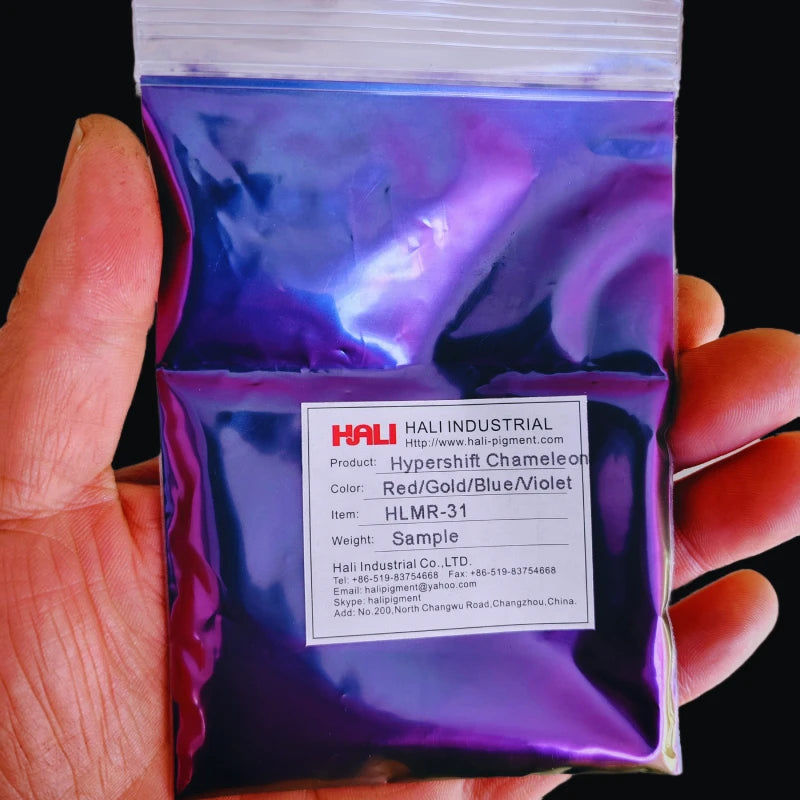 HALI HALI INDUSTRIAL
Http://www.hali-pigment.com
Product: Hypershift Chameleon
Color: Red/Gold/Blue/Violet
Item: HLMR-31
Weight: Sample
Hali Industrial Co.,LTD.
Tel: +86-519-83754668 Fax: +86-519-83754668
Email: halipigment@yahoo.com
Skype: halipigment
Add: No.200,North Changwu Road,Changzhou,China.